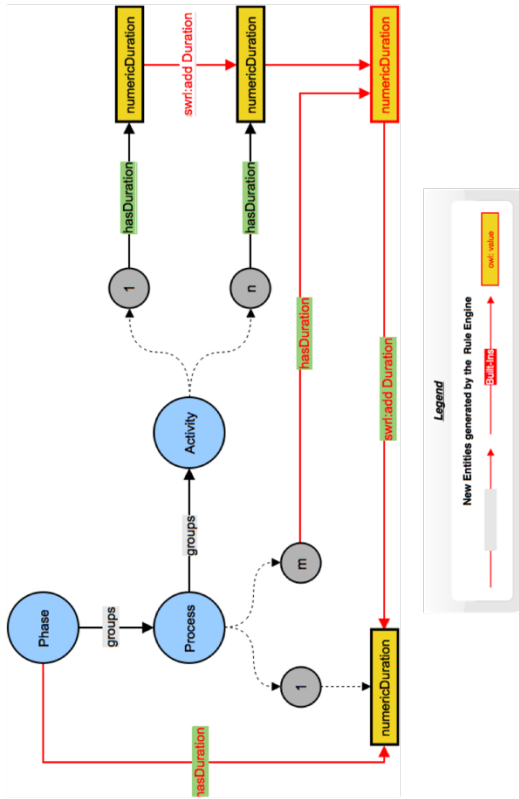 Phase
groups
Process
groups
Activity
1
n
hasDuration
hasDuration
numericDuration
swrl:add Duration
numericDuration
1
m
hasDuration
numericDuration
swrl:add Duration
numericDuration
hasDuration
Legend
New Entities generated by the Rule Engine
Built-Ins
owl: value